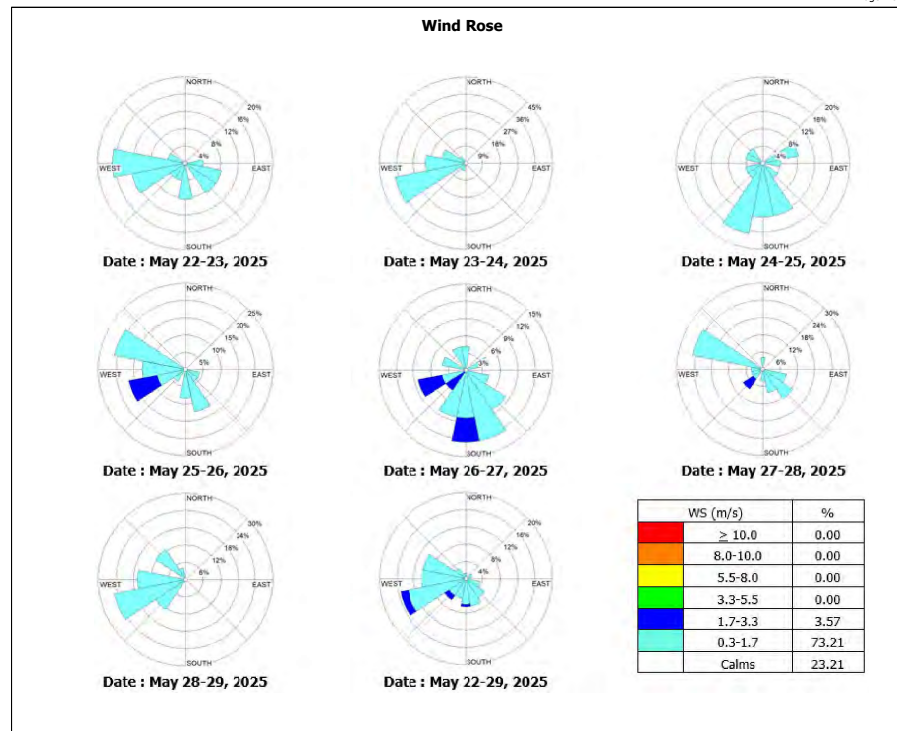 Wind Rose
NORTH
20%
16%
12%
8%
4%
WEST
EAST
SOUTH
Date : May 22-23, 2025
NORTH
45%
36%
27%
18%
9%
WEST
EAST
SOUTH
Date : May 23-24, 2025
NORTH
20%
16%
12%
8%
4%
WEST
EAST
SOUTH
Date : May 24-25, 2025
NORTH
25%
20%
15%
10%
5%
WEST
EAST
SOUTH
Date : May 25-26, 2025
NORTH
15%
12%
9%
6%
3%
WEST
EAST
SOUTH
Date : May 26-27, 2025
NORTH
30%
24%
18%
12%
6%
WEST
EAST
SOUTH
Date : May 27-28, 2025
NORTH
30%
24%
18%
12%
6%
WEST
EAST
SOUTH
Date : May 28-29, 2025
NORTH
20%
16%
12%
8%
4%
WEST
EAST
SOUTH
Date : May 22-29, 2025
WS (m/s) %
≥ 10.0 0.00
8.0-10.0 0.00
5.5-8.0 0.00
3.3-5.5 0.00
1.7-3.3 3.57
0.3-1.7 73.21
Calms 23.21